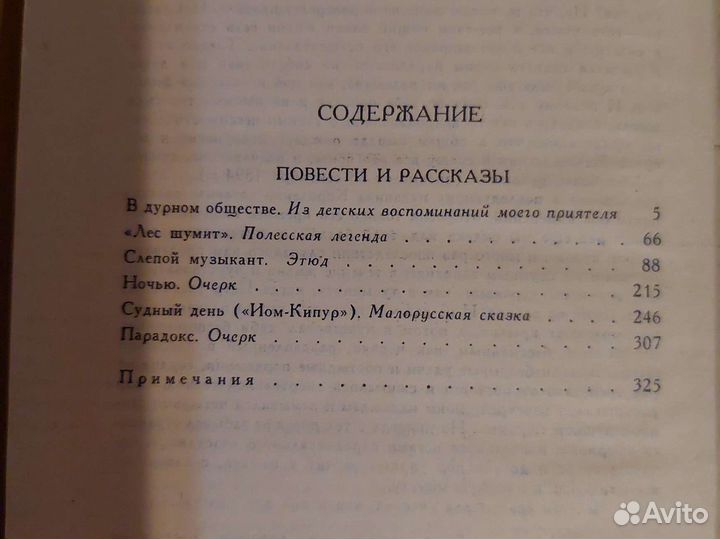 СОДЕРЖАНИЕ
ПОВЕСТИ И РАССКАЗЫ
В дурном обществе. Из детских воспоминаний моего приятеля 5
«Лес шумит». Полесская легенда . . . . . . . . . . . 66
Слепой музыкант. Этюд . . . . . . . . . . . . . . 88
Ночью. Очерк . . . . . . . . . . . . . . . . . . 215
Судный день («Иом-Кипур»). Малорусская сказка . . . . 246
Парадокс. Очерк . . . . . . . . . . . . . . . . . 307
Примечания . . . . . . . . . . . . . . . . . . 325
Avito